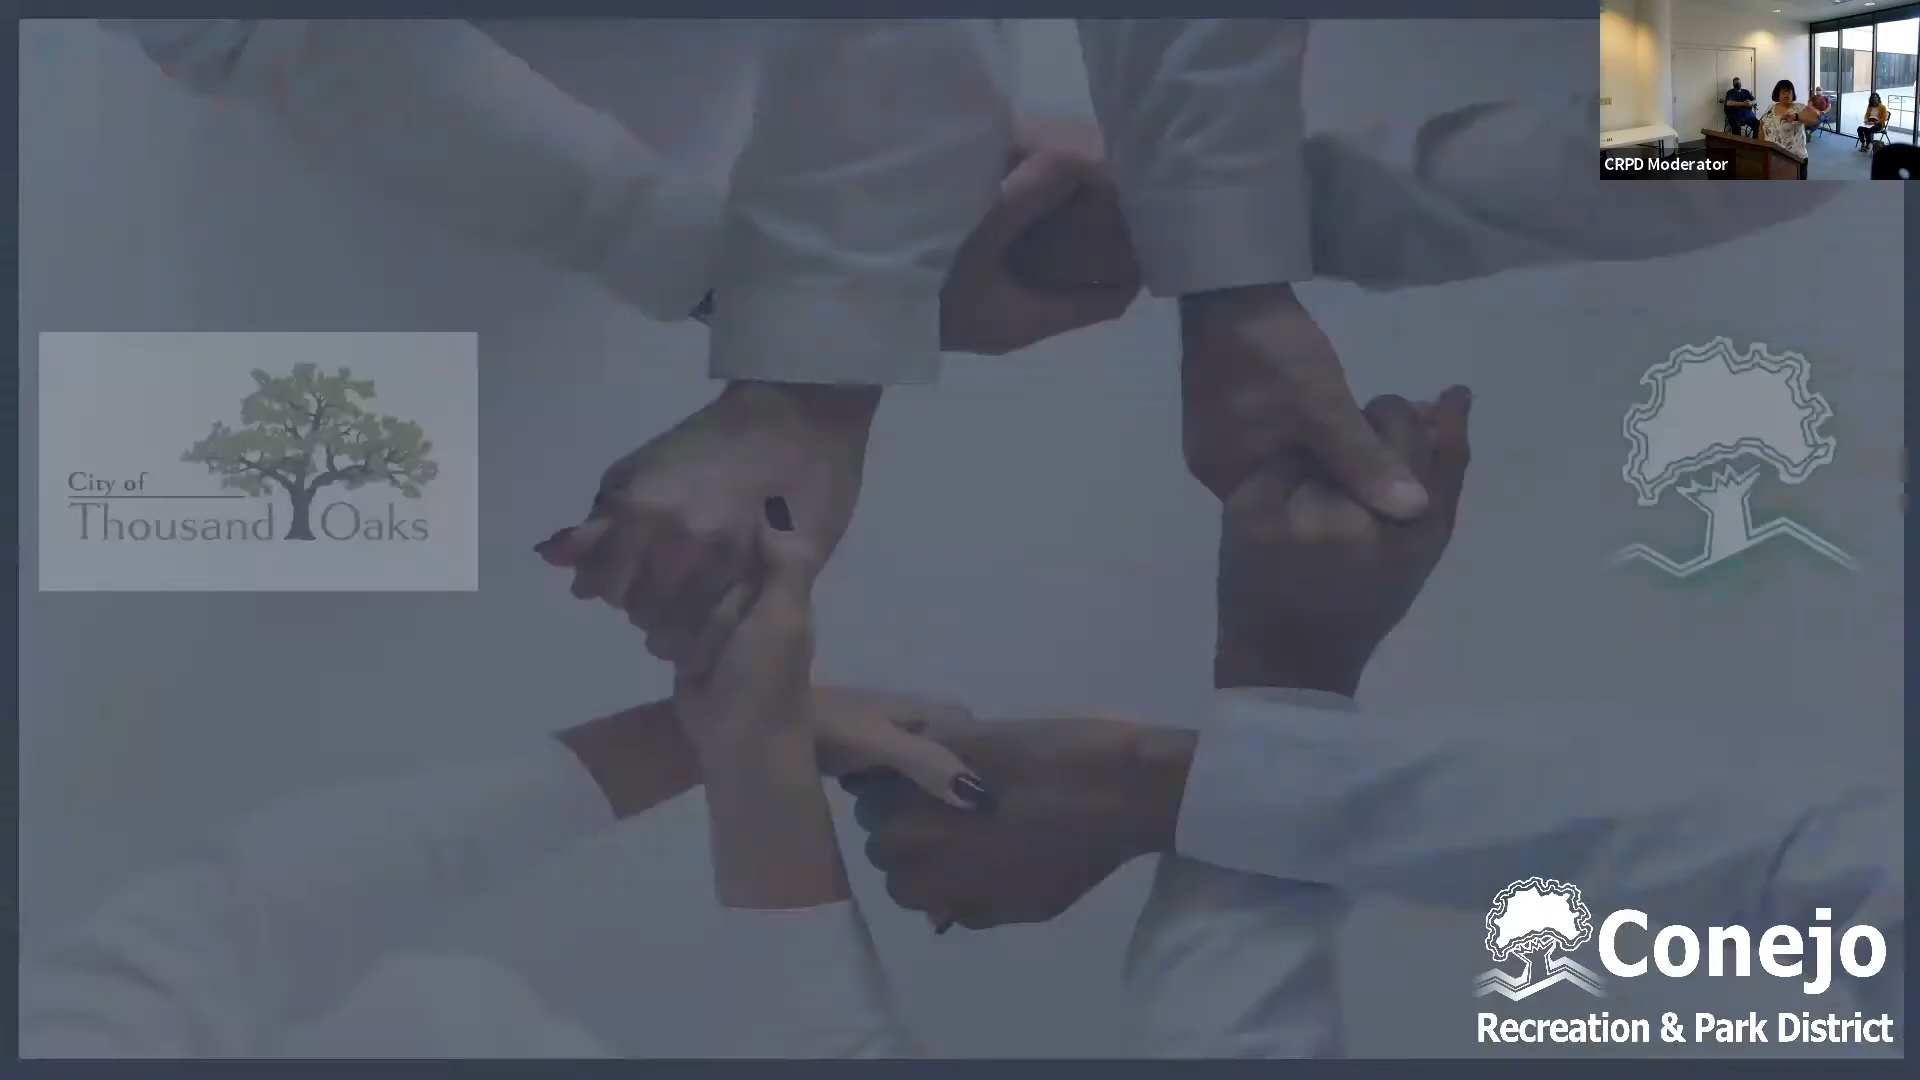 CRPD Moderator
City of
Thousand Oaks
Conejo
Recreation & Park District